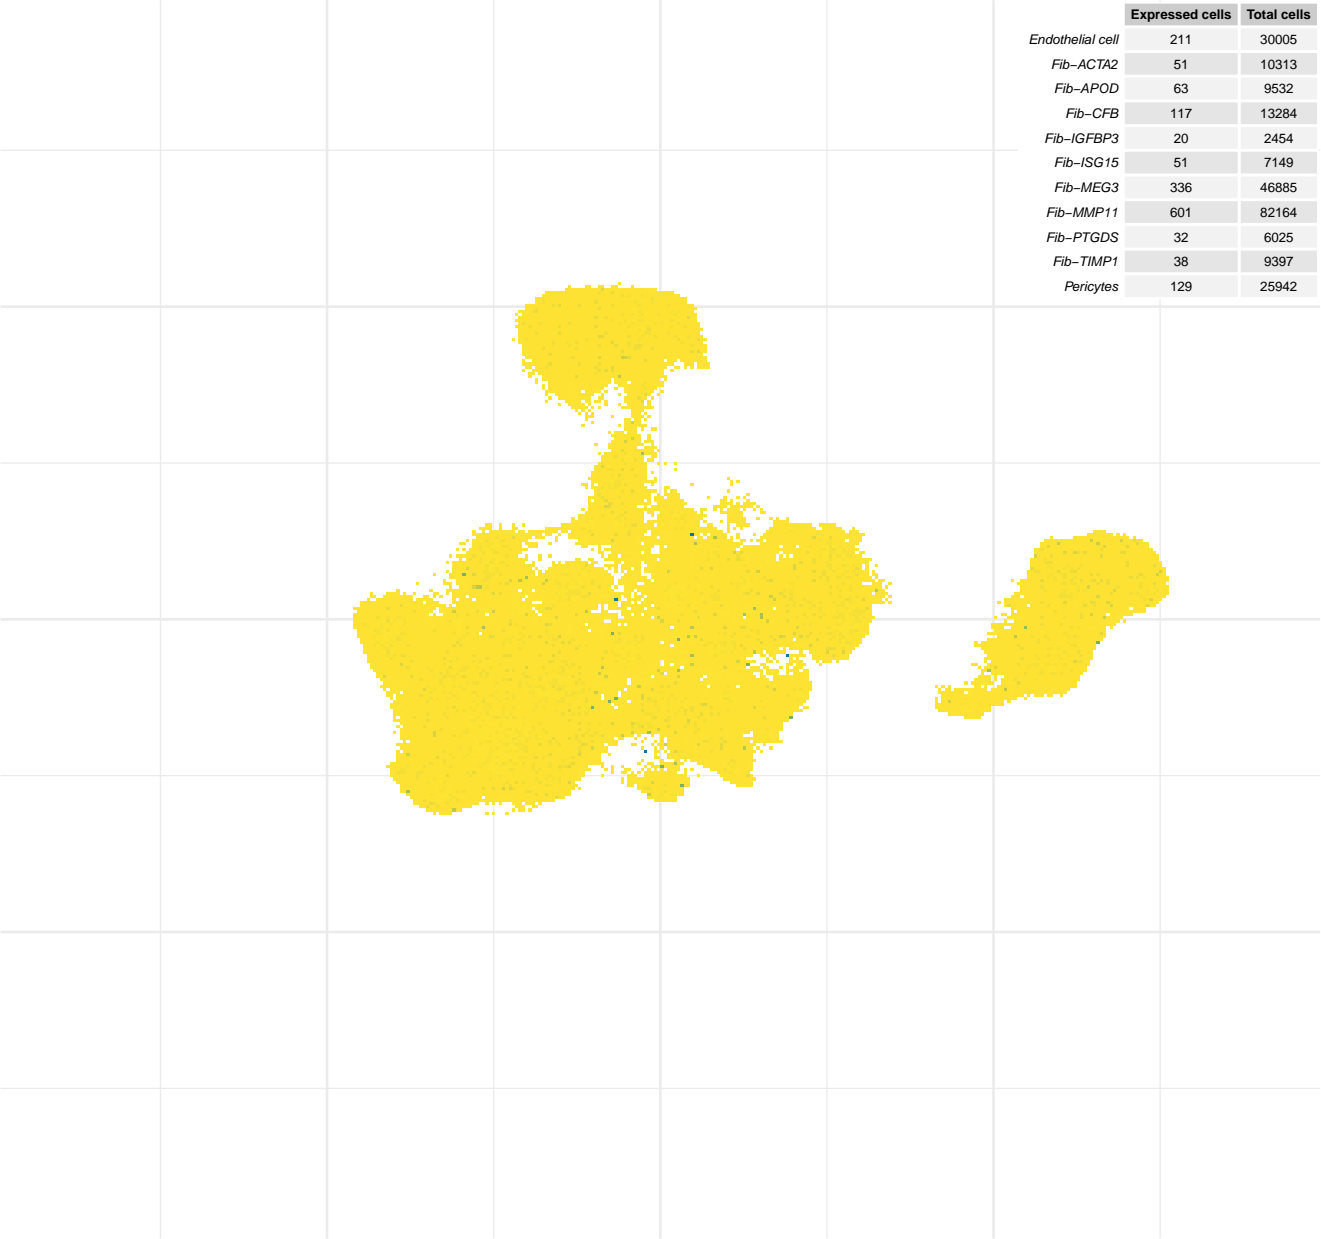 Expressed cells Total cells
Endothelial cell 211 30005
Fib−ACTA2 51 10313
Fib−APOD 63 9532
Fib−CFB 117 13284
Fib−IGFBP3 20 2454
Fib−ISG15 51 7149
Fib−MEG3 336 46885
Fib−MMP11 601 82164
Fib−PTGDS 32 6025
Fib−TIMP1 38 9397
Pericytes 129 25942